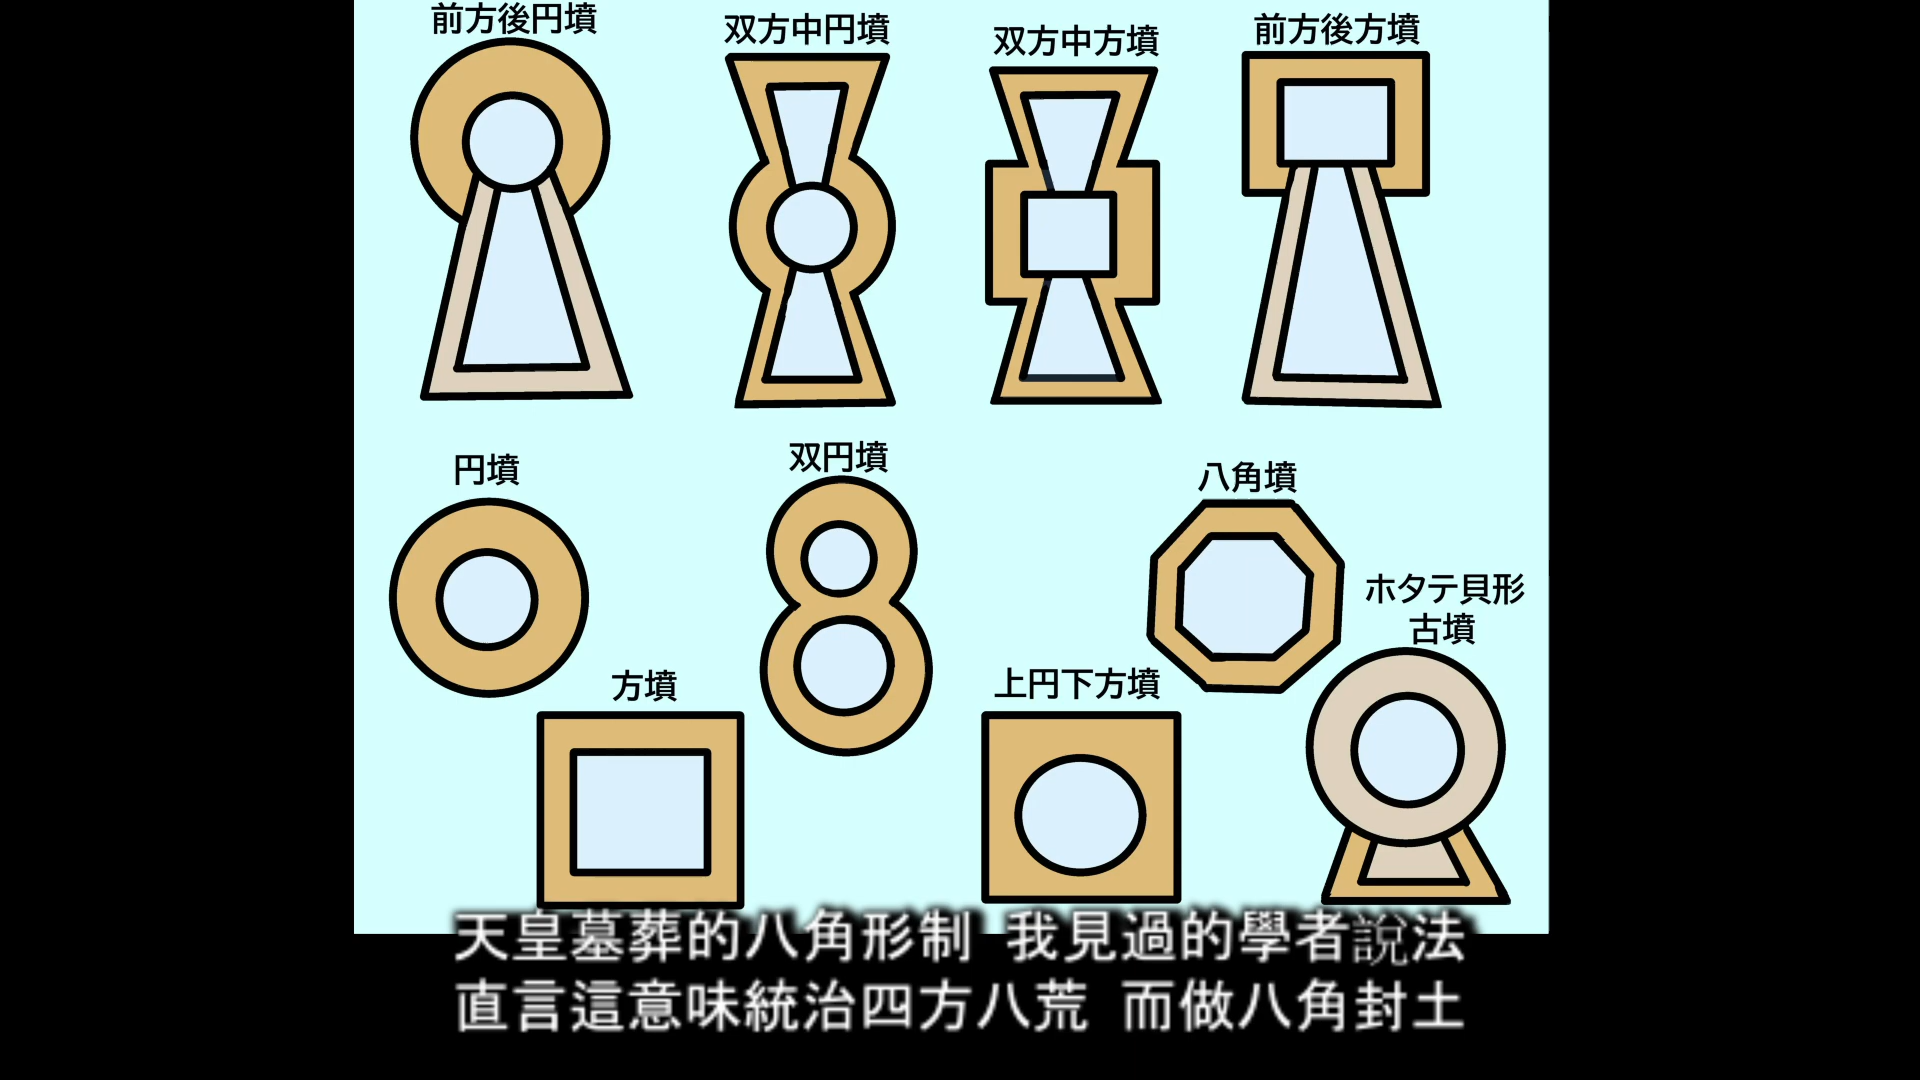 前方後円墳
双方中円墳
双方中方墳
前方後方墳
円墳
双円墳
八角墳
ホタテ貝形
古墳
方墳
上円下方墳
天皇墓葬的八角形制 我見過的學者說法
直言這意味統治四方八荒 而做八角封土